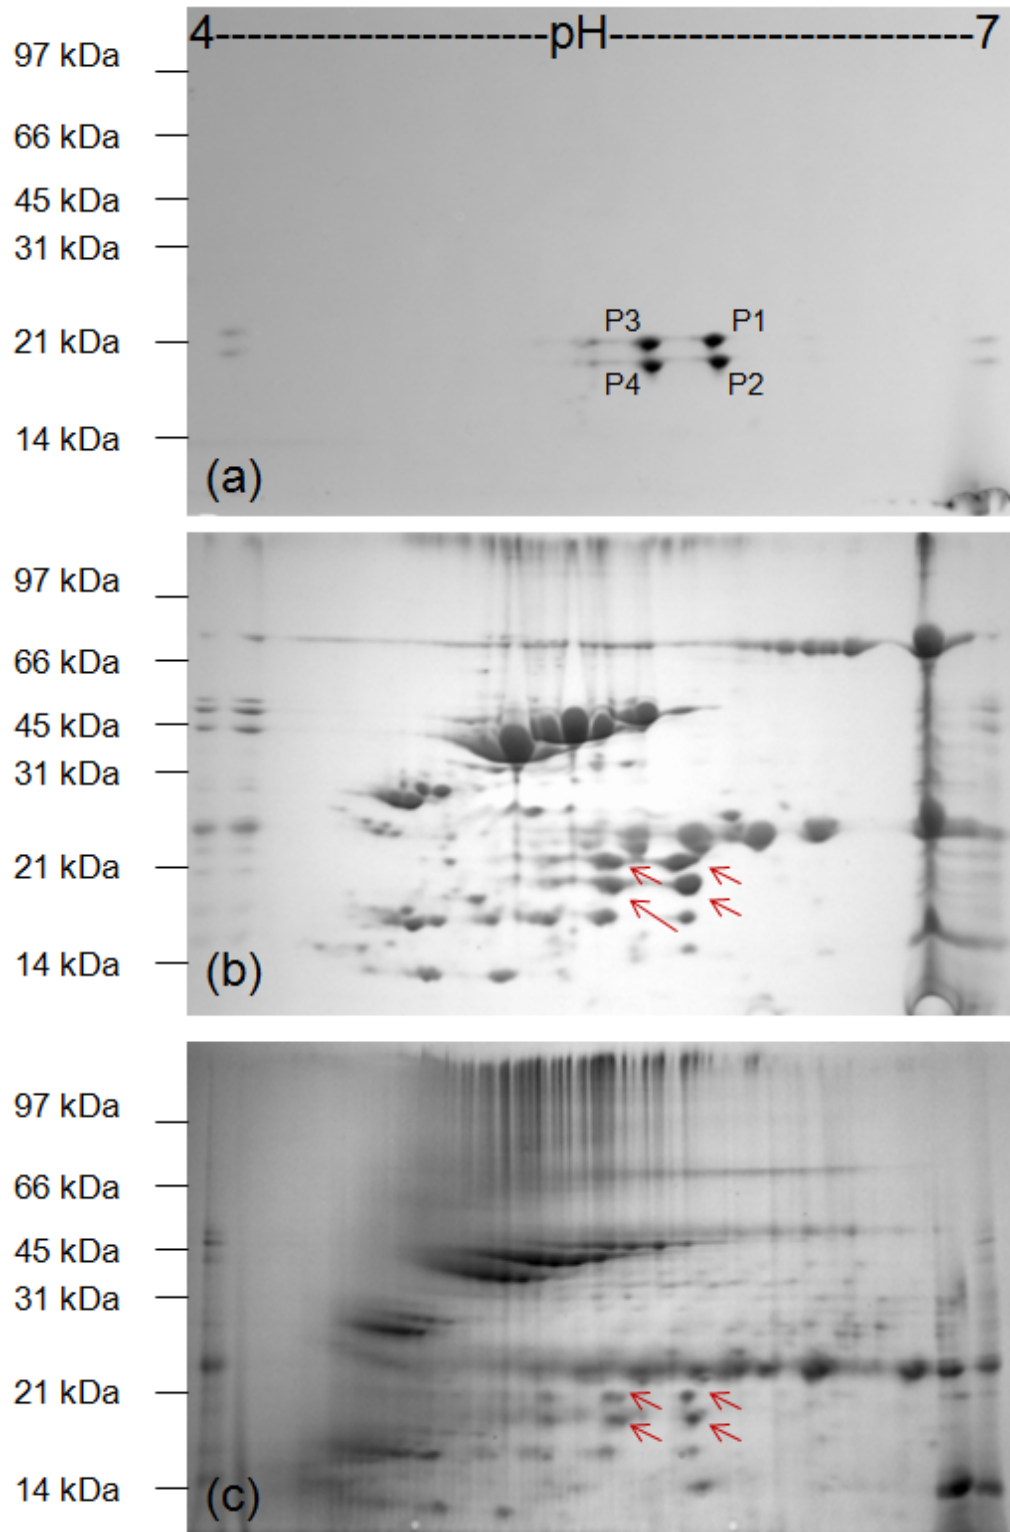 4----------------------pH------------------------7
97 kDa
66 kDa
45 kDa
31 kDa
P3 P1
21 kDa
P4 P2
14 kDa
(a)
97 kDa
66 kDa
45 kDa
31 kDa
21 kDa
14 kDa
(b)
97 kDa
66 kDa
45 kDa
31 kDa
21 kDa
14 kDa
(c)